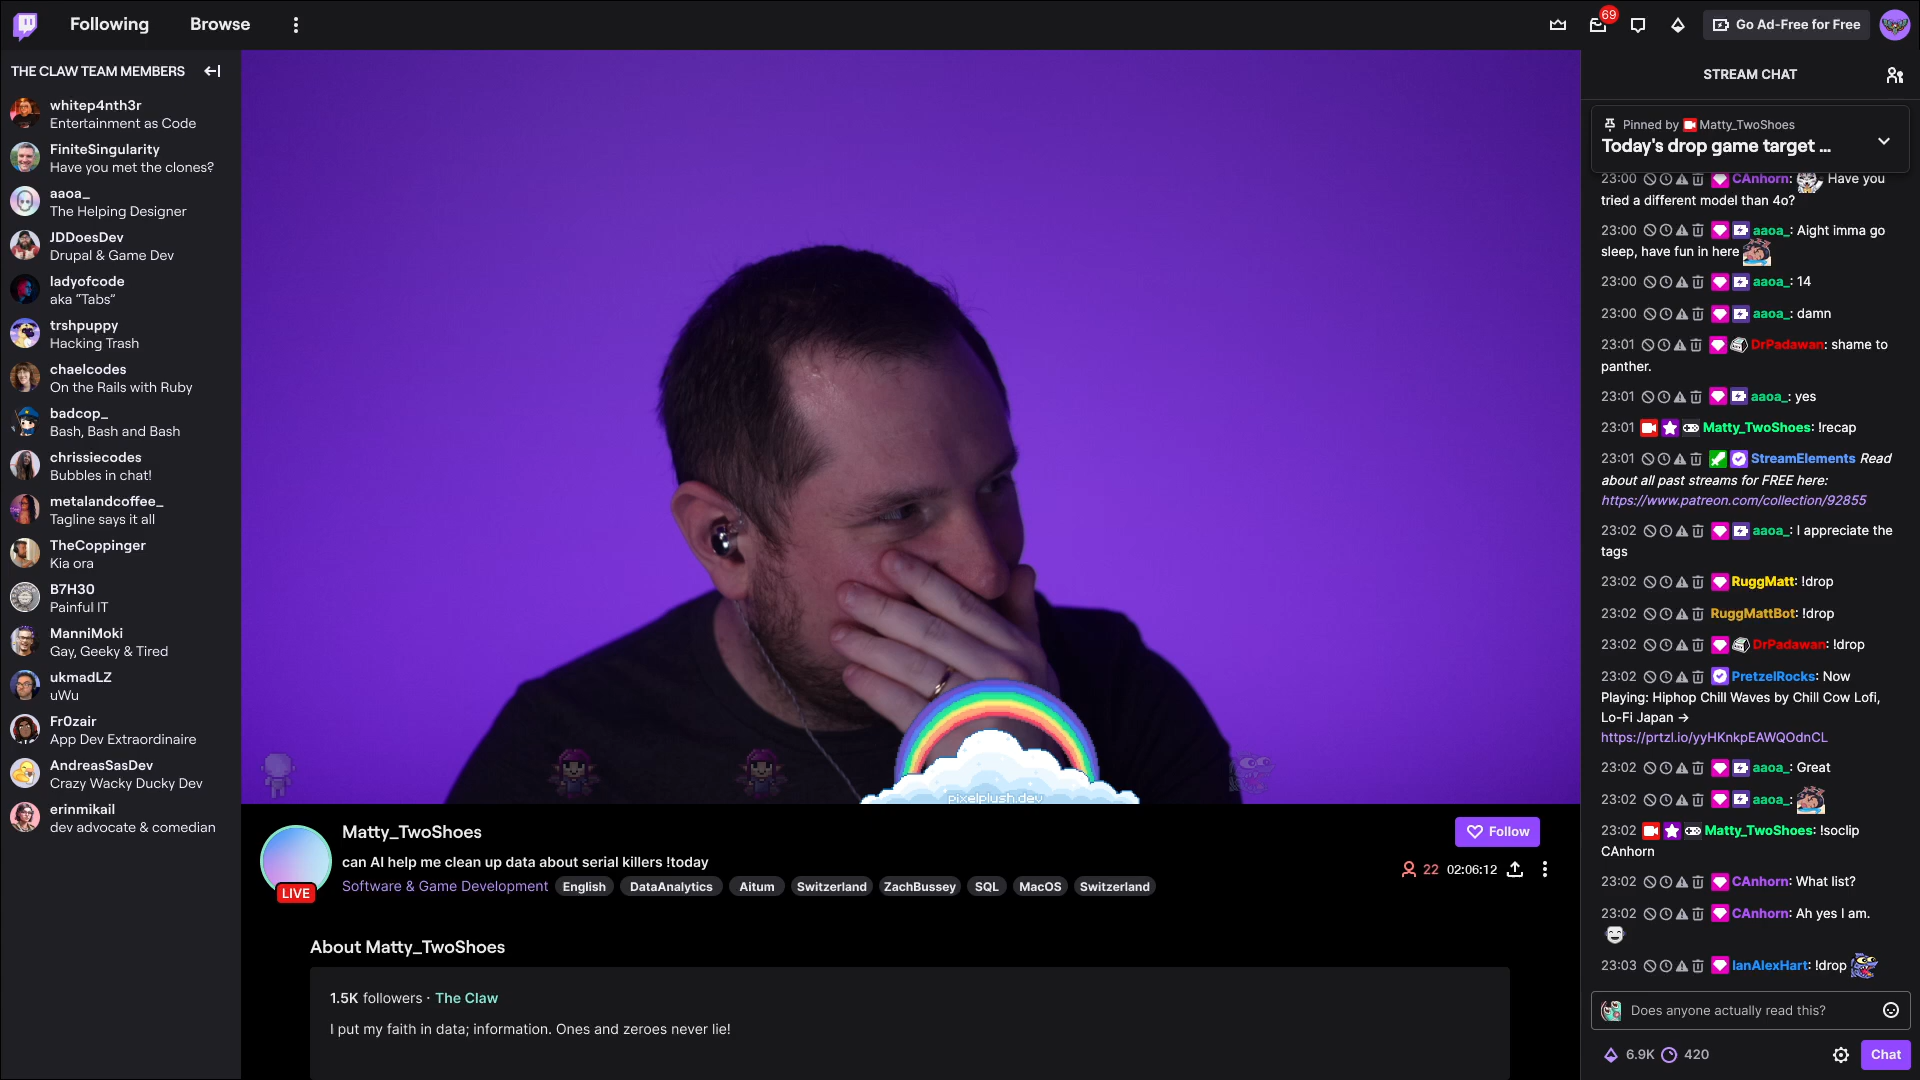 Following
Browse
69
Go Ad-Free for Free
THE CLAW TEAM MEMBERS
whitep4nth3r
Entertainment as Code
FiniteSingularity
Have you met the clones?
aaoa_
The Helping Designer
JDDoesDev
Drupal & Game Dev
ladyofcode
aka "Tabs"
trshpuppy
Hacking Trash
chaelcodes
On the Rails with Ruby
badcop_
Bash, Bash and Bash
chrissiecodes
Bubbles in chat!
metalandcoffee_
Tagline says it all
TheCoppinger
Kia ora
B7H30
Painful IT
ManniMoki
Gay, Geeky & Tired
ukmadLZ
uWu
Fr0zair
App Dev Extraordinaire
AndreasSasDev
Crazy Wacky Ducky Dev
erinmikail
dev advocate & comedian
pixelplush.dev
Matty_TwoShoes
can AI help me clean up data about serial killers !today
Software & Game Development English DataAnalytics Aitum Switzerland ZachBussey SQL MacOS Switzerland
LIVE
Follow
22 02:06:12
About Matty_TwoShoes
1.5K followers · The Claw
I put my faith in data; information. Ones and zeroes never lie!
STREAM CHAT
Pinned by Matty_TwoShoes
Today's drop game target ...
23:00 CAnhorn: Have you
tried a different model than 4o?
23:00 aaoa_: Aight imma go
sleep, have fun in here
23:00 aaoa_: 14
23:00 aaoa_: damn
23:01 DrPadawan: shame to
panther.
23:01 aaoa_: yes
23:01 Matty_TwoShoes: !recap
23:01 StreamElements Read
about all past streams for FREE here:
https://www.patreon.com/collection/92855
23:02 aaoa_: I appreciate the
tags
23:02 RuggMatt: !drop
23:02 RuggMattBot: !drop
23:02 DrPadawan: !drop
23:02 PretzelRocks: Now
Playing: Hiphop Chill Waves by Chill Cow Lofi,
Lo-Fi Japan →
https://prtzl.io/yyHKnkpEAWQOdnCL
23:02 aaoa_: Great
23:02 aaoa_:
23:02 Matty_TwoShoes: !soclip
CAnhorn
23:02 CAnhorn: What list?
23:02 CAnhorn: Ah yes I am.
23:03 IanAlexHart: !drop
Does anyone actually read this?
6.9K 420
Chat